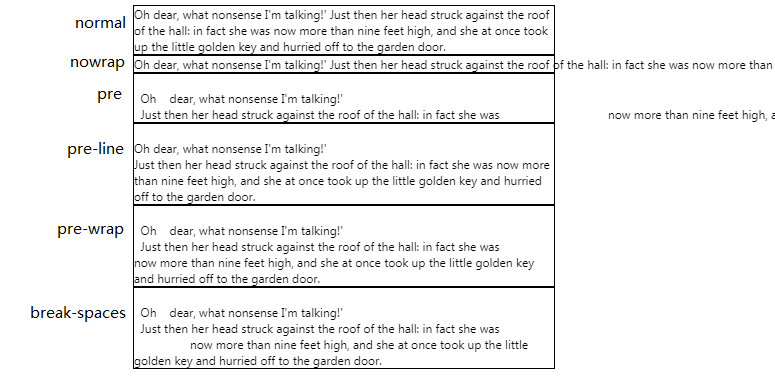 normal
Oh dear, what nonsense I'm talking!' Just then her head struck against the roof
of the hall: in fact she was now more than nine feet high, and she at once took
up the little golden key and hurried off to the garden door.
nowrap
Oh dear, what nonsense I'm talking!' Just then her head struck against the roof of the hall: in fact she was now more than
pre
Oh    dear, what nonsense I'm talking!'
Just then her head struck against the roof of the hall: in fact she was                                now more than nine feet high, a
pre-line
Oh dear, what nonsense I'm talking!'
Just then her head struck against the roof of the hall: in fact she was now more
than nine feet high, and she at once took up the little golden key and hurried
off to the garden door.
pre-wrap
Oh    dear, what nonsense I'm talking!'
Just then her head struck against the roof of the hall: in fact she was
now more than nine feet high, and she at once took up the little golden key
and hurried off to the garden door.
break-spaces
Oh    dear, what nonsense I'm talking!'
Just then her head struck against the roof of the hall: in fact she was
now more than nine feet high, and she at once took up the little
golden key and hurried off to the garden door.